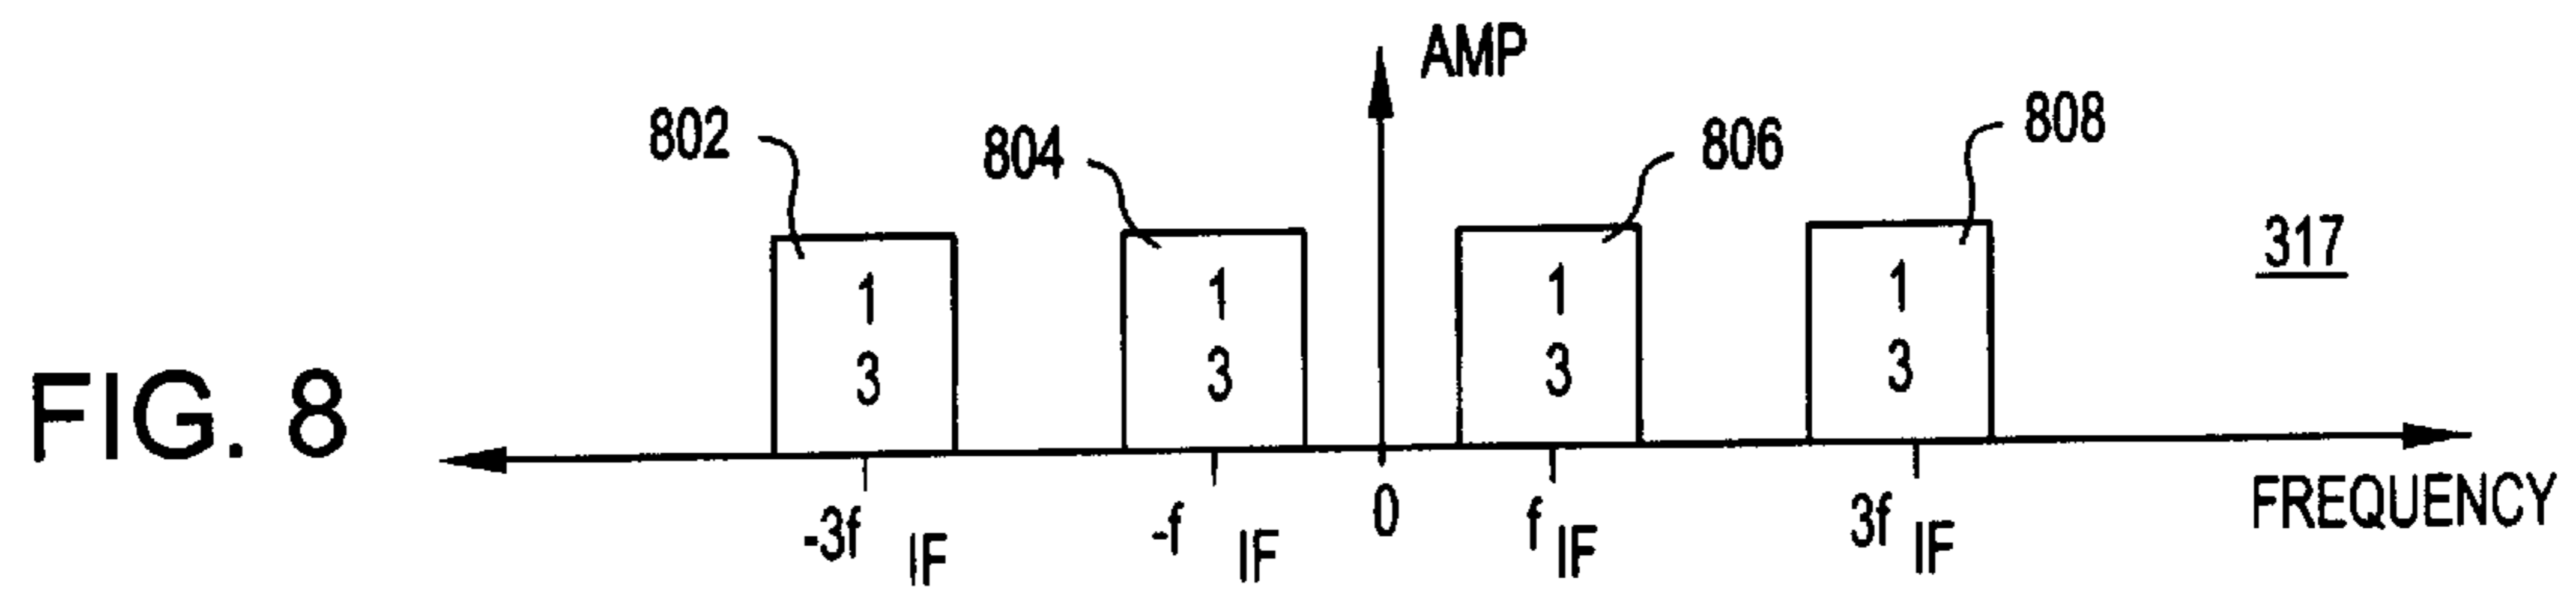 AMP
802
804
806
808
317
1 1 1 1
3 3 3 3
FIG. 8
-3f IF
-f IF
0
f IF
3f IF
FREQUENCY